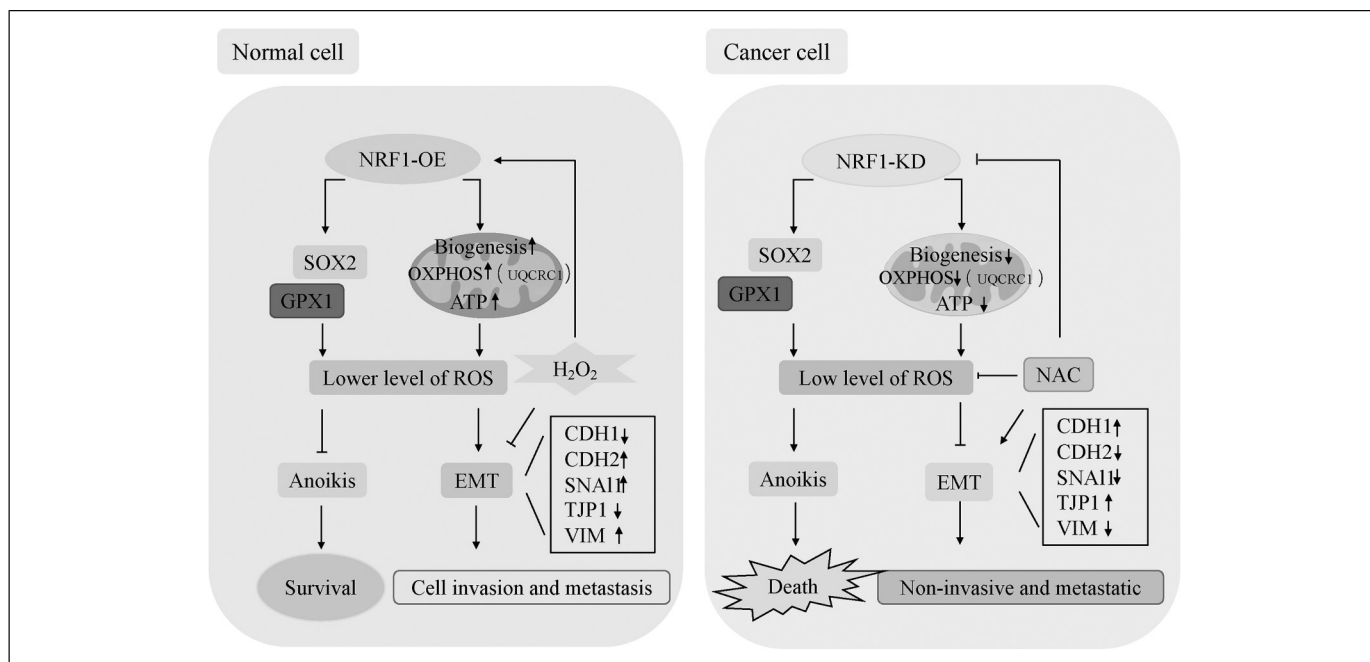 Normal cell
NRF1-OE
SOX2
GPX1
Biogenesis↑
OXPHOS↑(UQCRC1)
ATP↑
Lower level of ROS
H₂O₂
Anoikis
EMT
CDH1↓
CDH2↑
SNAI1↑
TJP1↓
VIM↑
Survival
Cell invasion and metastasis
Cancer cell
NRF1-KD
SOX2
GPX1
Biogenesis↓
OXPHOS↓(UQCRC1)
ATP↓
Low level of ROS
NAC
Anoikis
EMT
CDH1↑
CDH2↓
SNAI1↓
TJP1↑
VIM↓
Death
Non-invasive and metastatic